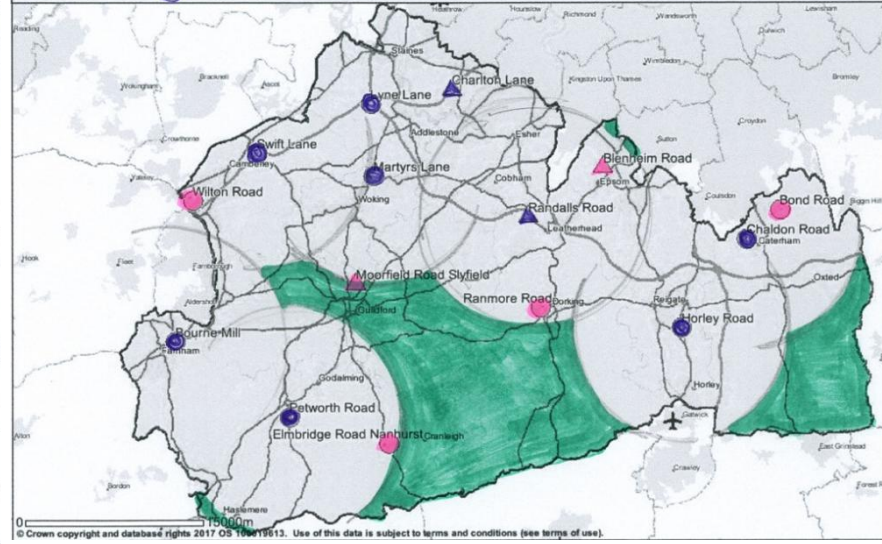 Reading
Heathrow
Hounslow
Richmond
Wandsworth
Lewisham
Dulwich
Staines
Wimbledon
Wokingham
Bracknell
Ascot
Charlton Lane
Kingston Upon Thames
Bromley
Lyne Lane
Croydon
Crowthorne
Addlestone
Esher
Sutton
Swift Lane
Camberley
Blenheim Road
Epsom
Martyrs Lane
Cobham
Yateley
Coulsdon
Wilton Road
Woking
Bond Road
Biggin Hill
Randalls Road
Leatherhead
Chaldon Road
Caterham
Hook
Fleet
Farnborough
Moorfield Road Slyfield
Oxted
Aldershot
Ranmore Road
Dorking
Reigate
Guildford
Horley Road
Bourne Mill
Farnham
Godalming
Horley
Petworth Road
Gatwick
Elmbridge Road Nanhurst
Cranleigh
Alton
East Grinstead
Crawley
Bordon
Haslemere
0
15000m
© Crown copyright and database rights 2017 OS Use of this data is subject to terms and conditions (see terms of use).